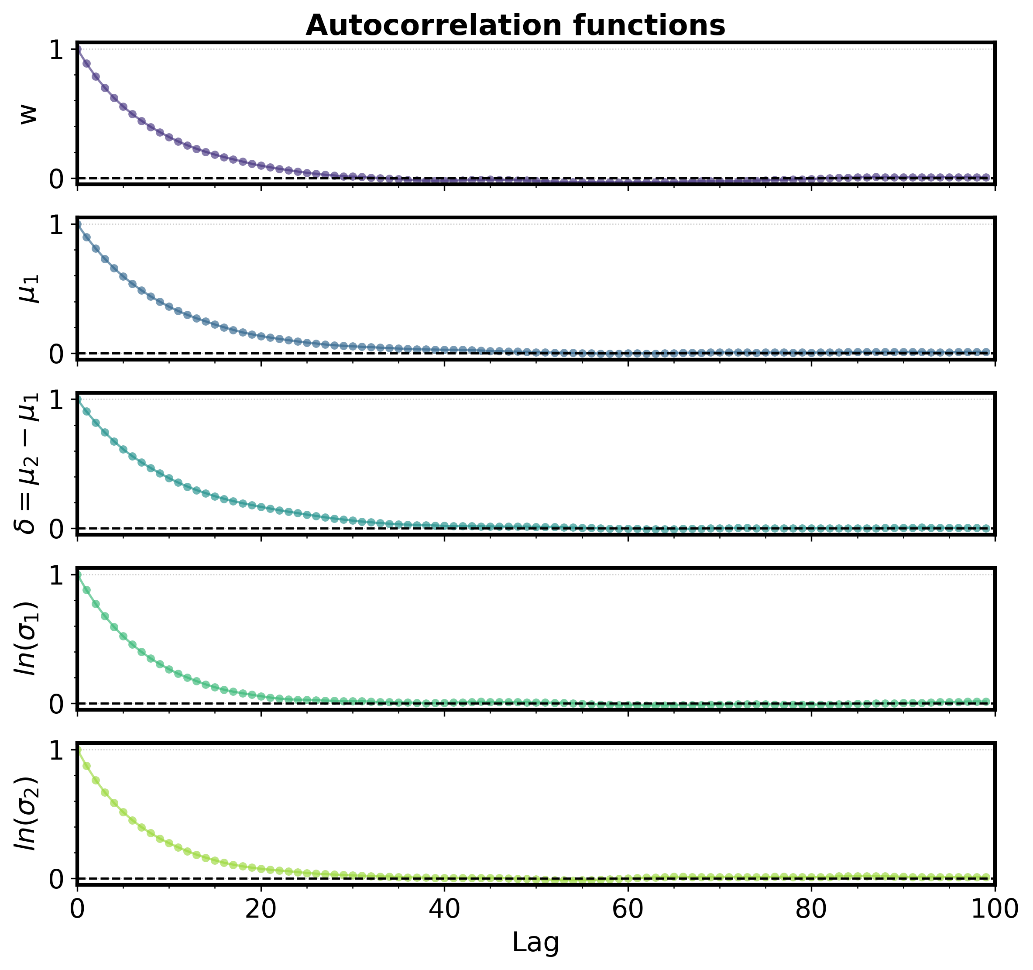 Autocorrelation functions
1
w
0
1
μ₁
0
1
δ = μ₂ − μ₁
0
1
ln(σ₁)
0
1
ln(σ₂)
0
0 20 40 60 80 100
Lag